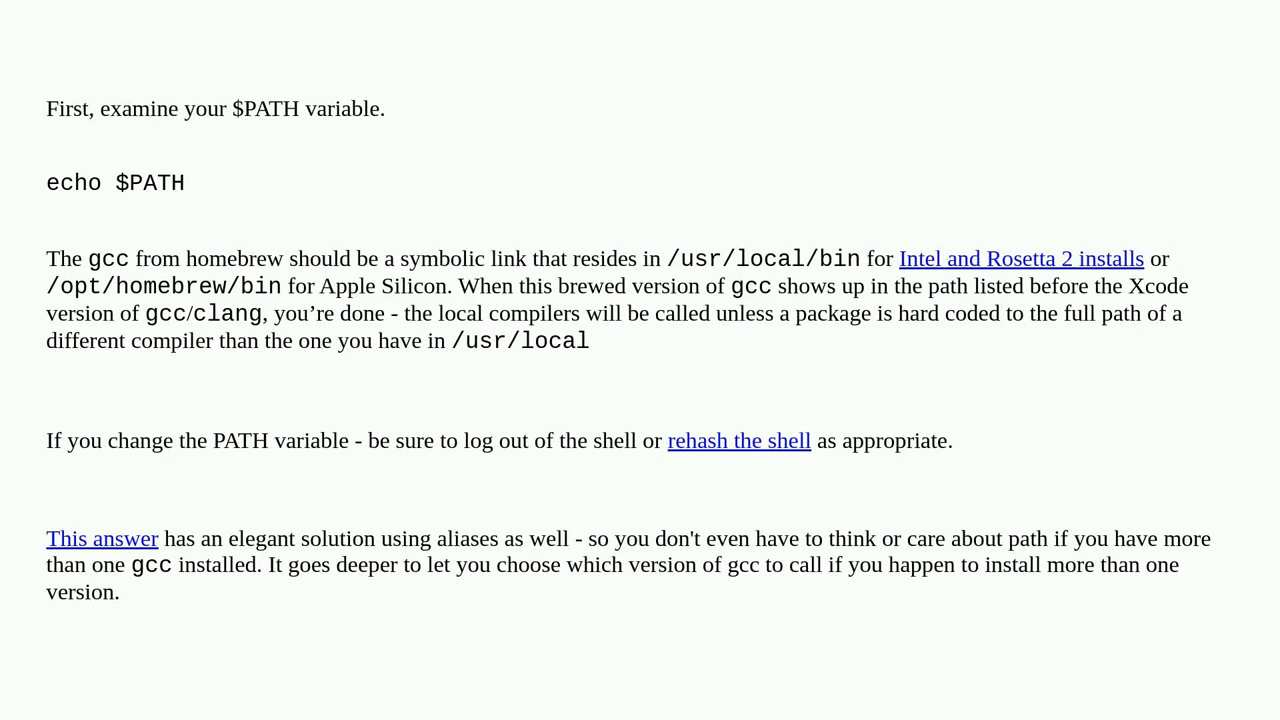 First, examine your $PATH variable.
echo $PATH
The gcc from homebrew should be a symbolic link that resides in /usr/local/bin for Intel and Rosetta 2 installs or
/opt/homebrew/bin for Apple Silicon. When this brewed version of gcc shows up in the path listed before the Xcode
version of gcc/clang, you’re done - the local compilers will be called unless a package is hard coded to the full path of a
different compiler than the one you have in /usr/local
If you change the PATH variable - be sure to log out of the shell or rehash the shell as appropriate.
This answer has an elegant solution using aliases as well - so you don't even have to think or care about path if you have more
than one gcc installed. It goes deeper to let you choose which version of gcc to call if you happen to install more than one
version.